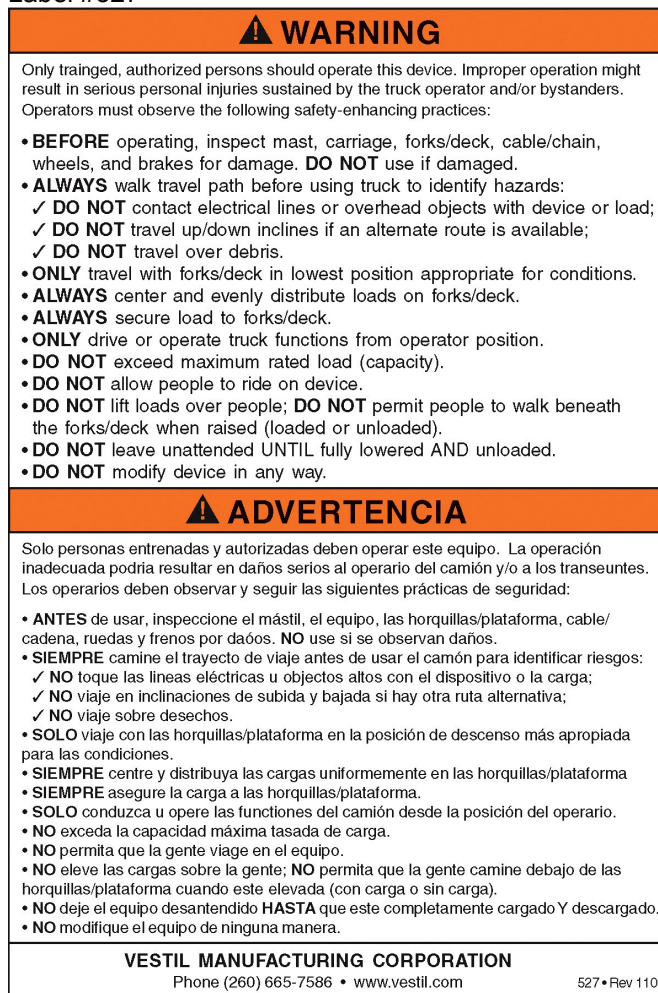 WARNING
Only trainged, authorized persons should operate this device. Improper operation might
result in serious personal injuries sustained by the truck operator and/or bystanders.
Operators must observe the following safety-enhancing practices:
• BEFORE operating, inspect mast, carriage, forks/deck, cable/chain,
wheels, and brakes for damage. DO NOT use if damaged.
• ALWAYS walk travel path before using truck to identify hazards:
✓ DO NOT contact electrical lines or overhead objects with device or load;
✓ DO NOT travel up/down inclines if an alternate route is available;
✓ DO NOT travel over debris.
• ONLY travel with forks/deck in lowest position appropriate for conditions.
• ALWAYS center and evenly distribute loads on forks/deck.
• ALWAYS secure load to forks/deck.
• ONLY drive or operate truck functions from operator position.
• DO NOT exceed maximum rated load (capacity).
• DO NOT allow people to ride on device.
• DO NOT lift loads over people; DO NOT permit people to walk beneath
the forks/deck when raised (loaded or unloaded).
• DO NOT leave unattended UNTIL fully lowered AND unloaded.
• DO NOT modify device in any way.
ADVERTENCIA
Solo personas entrenadas y autorizadas deben operar este equipo. La operación
inadecuada podria resultar en daños serios al operario del camión y/o a los transeuntes.
Los operarios deben observar y seguir las siguientes prácticas de seguridad:
• ANTES de usar, inspeccione el mástil, el equipo, las horquillas/plataforma, cable/
cadena, ruedas y frenos por daóos. NO use si se observan daños.
• SIEMPRE camine el trayecto de viaje antes de usar el camón para identificar riesgos:
✓ NO toque las lineas eléctricas u objectos altos con el dispositivo o la carga;
✓ NO viaje en inclinaciones de subida y bajada si hay otra ruta alternativa;
✓ NO viaje sobre desechos.
• SOLO viaje con las horquillas/plataforma en la posición de descenso más apropiada
para las condiciones.
• SIEMPRE centre y distribuya las cargas uniformemente en las horquillas/plataforma
• SIEMPRE asegure la carga a las horquillas/plataforma.
• SOLO conduzca u opere las functiones del camión desde la posición del operario.
• NO exceda la capacidad máxima tasada de carga.
• NO permita que la gente viage en el equipo.
• NO eleve las cargas sobre la gente; NO permita que la gente camine debajo de las
horquillas/plataforma cuando este elevada (con carga o sin carga).
• NO deje el equipo desantendido HASTA que este completamente cargado Y descargado.
• NO modifique el equipo de ninguna manera.
VESTIL MANUFACTURING CORPORATION
Phone (260) 665-7586 • www.vestil.com
527 • Rev 110